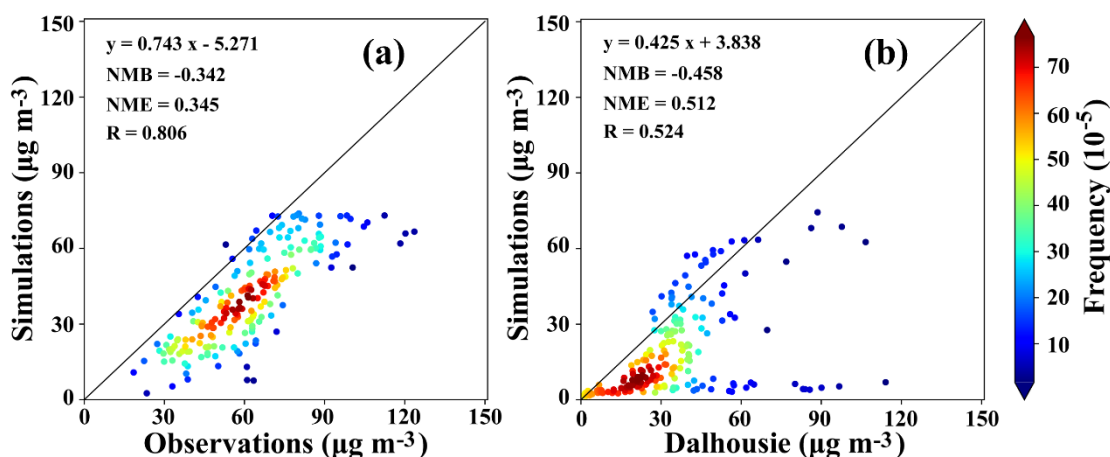 150
120
90
60
30
0
Simulations (μg m-3)
(a)
y = 0.743 x - 5.271
NMB = -0.342
NME = 0.345
R = 0.806
0 30 60 90 120 150
Observations (μg m-3)
150
120
90
60
30
0
Simulations (μg m-3)
(b)
y = 0.425 x + 3.838
NMB = -0.458
NME = 0.512
R = 0.524
0 30 60 90 120 150
Dalhousie (μg m-3)
70
60
50
40
30
20
10
Frequency (10-5)